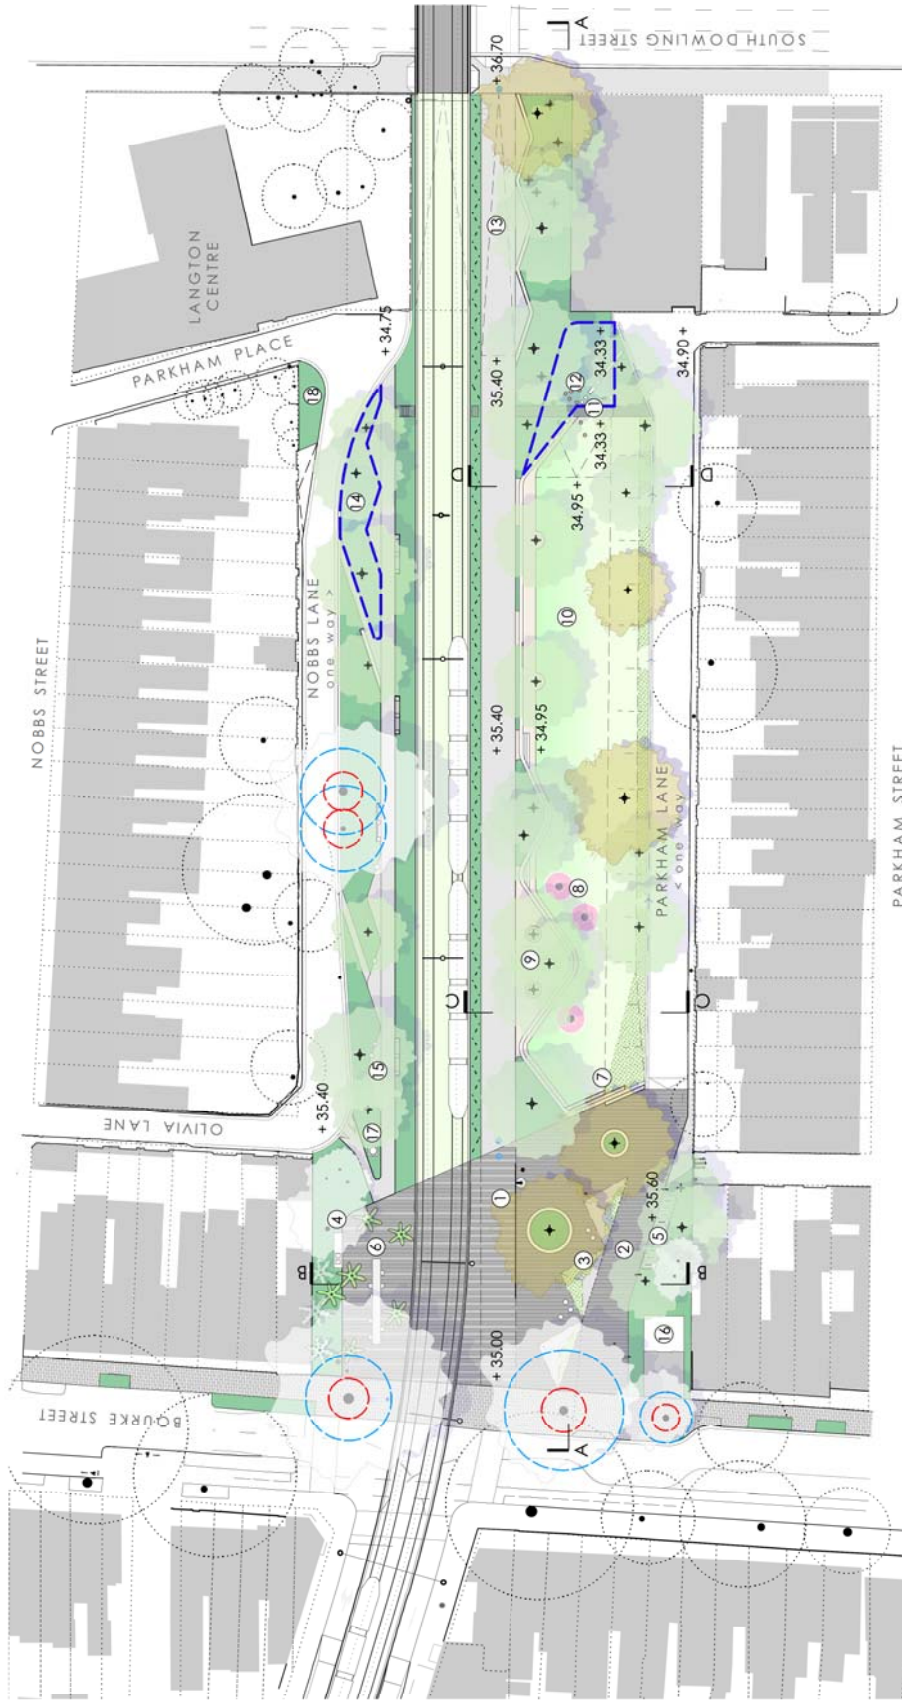 SOUTH DOWLING STREET
A
+ 36.70
LANGTON
CENTRE
13
PARKHAM PLACE
+ 34.75
18
35.40 +
12
34.33 +
34.90 +
11
34.33 +
D
D
14
34.95 +
NOBBS STREET
NOBBS LANE
one way >
10
+ 35.40
+ 34.95
PARKHAM LANE
< one way
PARKHAM STREET
8
9
C
C
15
7
+ 35.40
OLIVIA LANE
17
1
4
6
+ 35.60
5
3
2
B
B
16
+ 35.00
BOURKE STREET
A